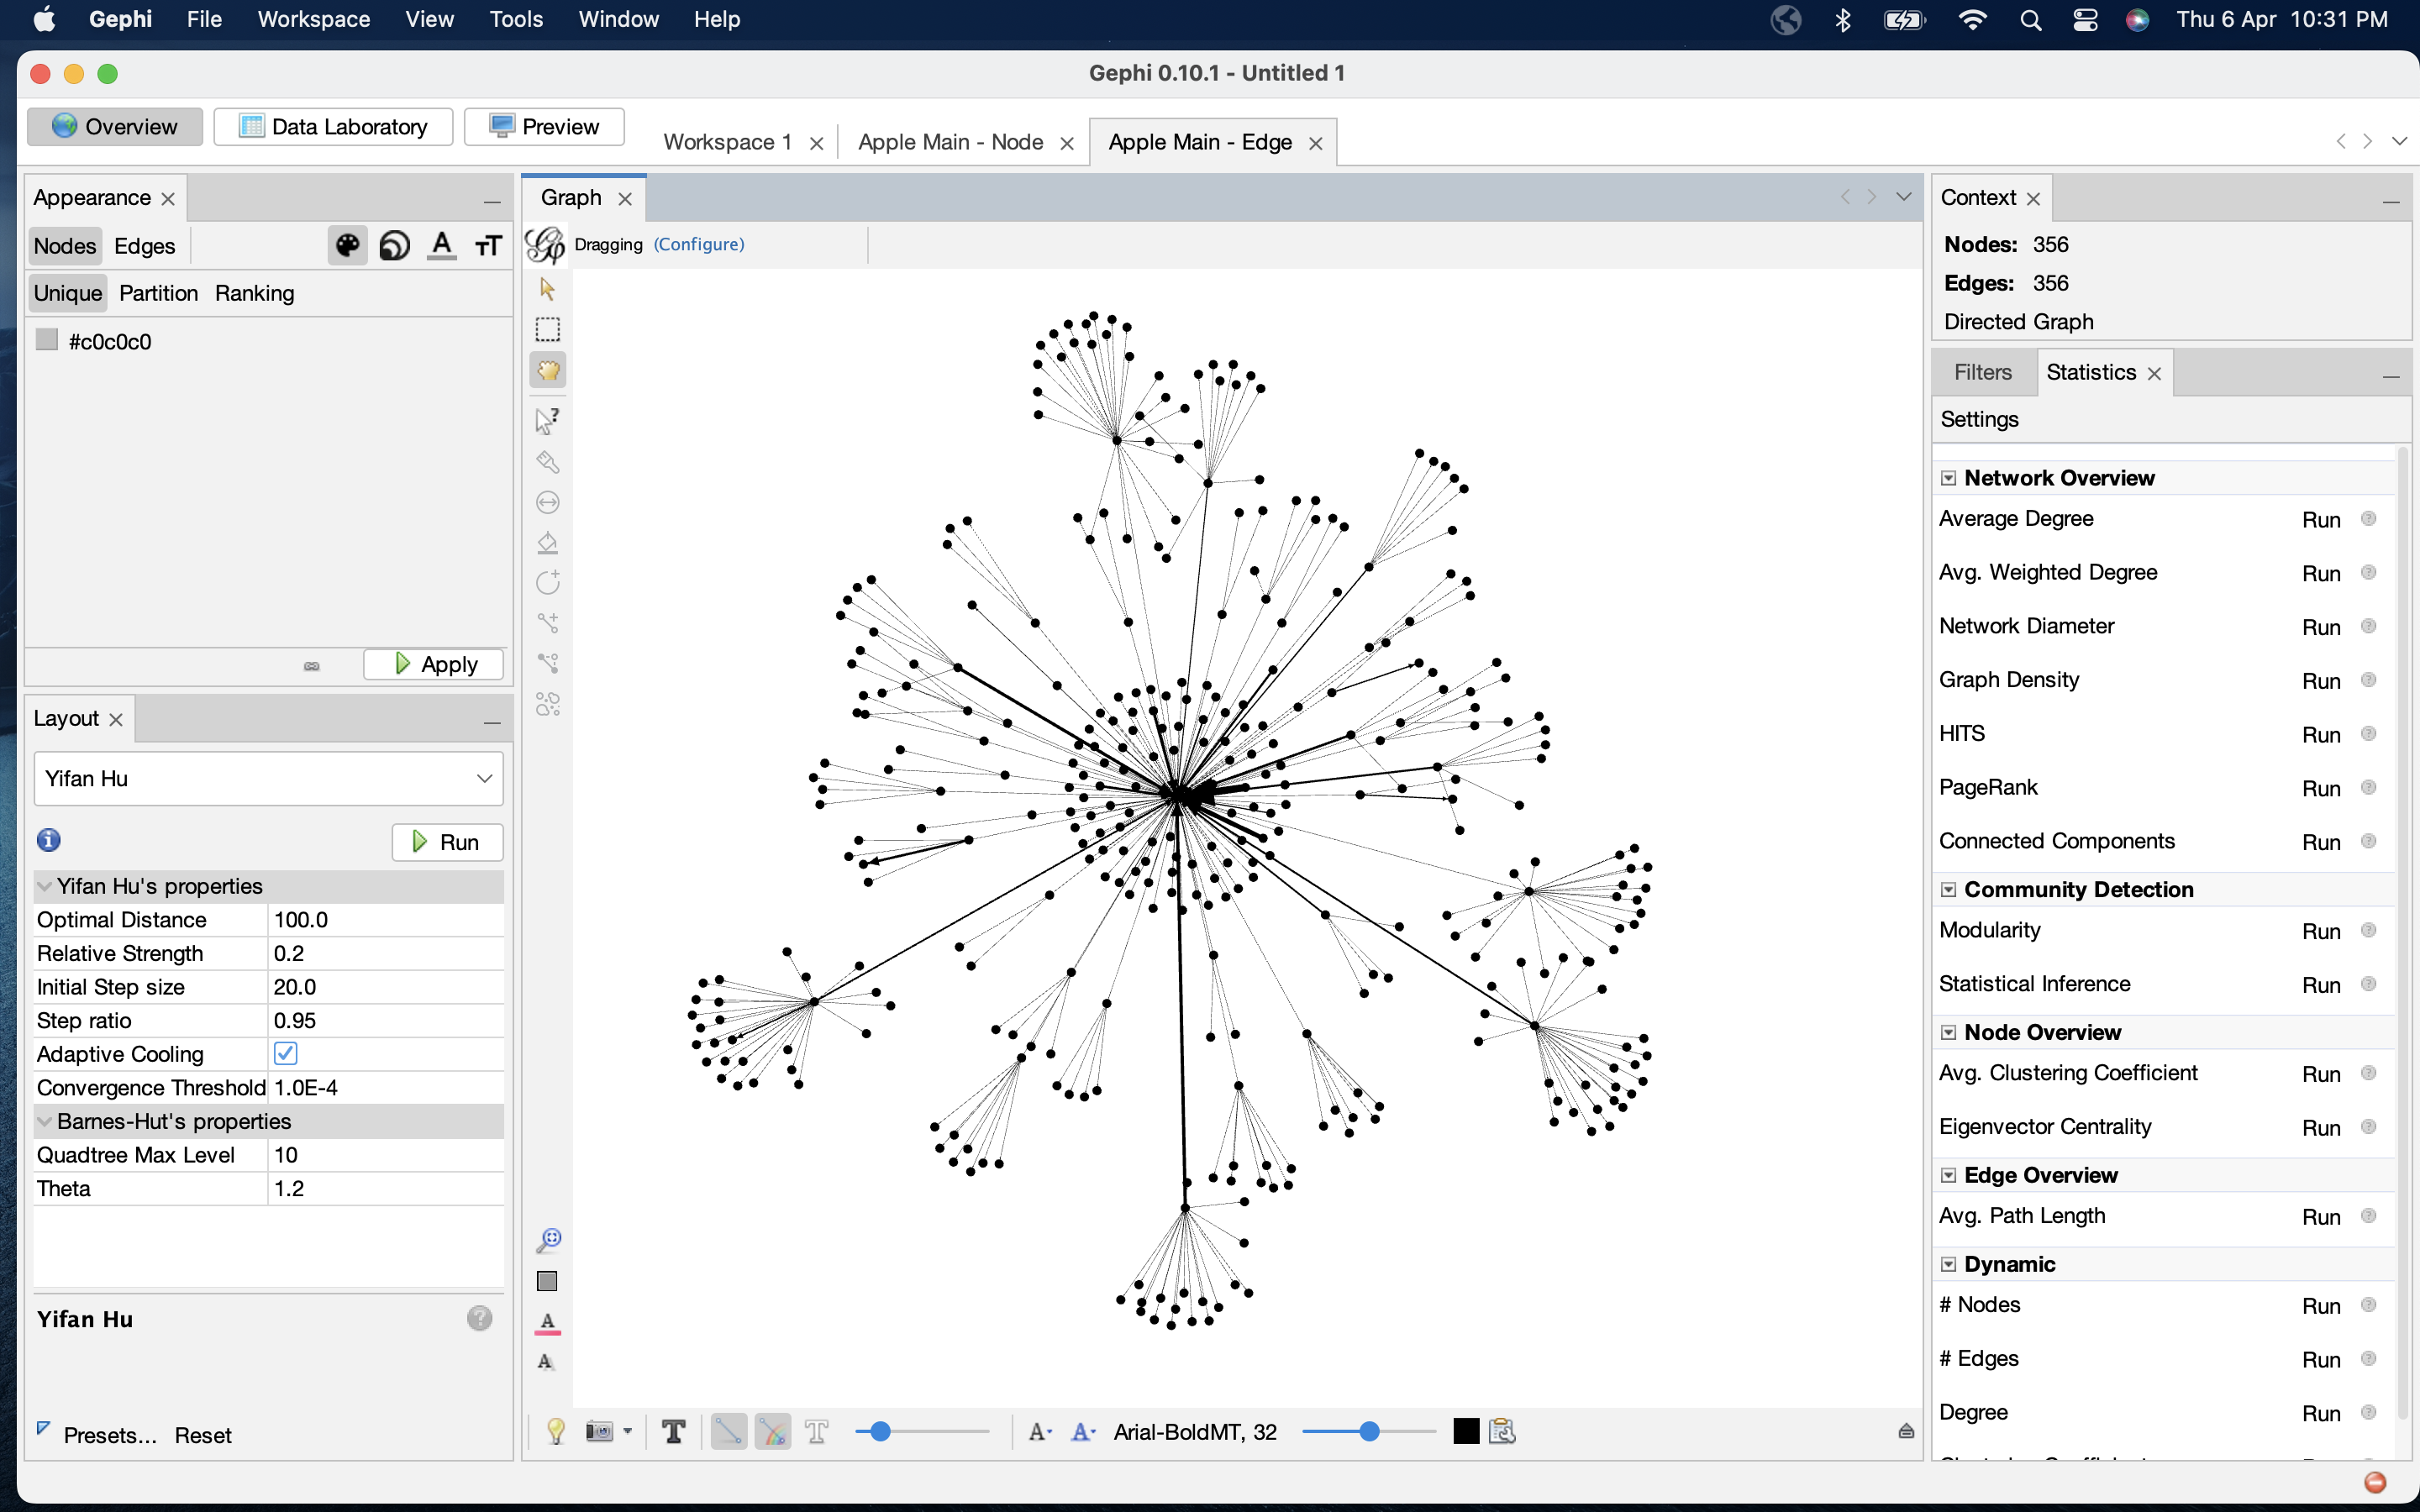 Gephi File Workspace View Tools Window Help Thu 6 Apr 10:31 PM
Gephi 0.10.1 - Untitled 1
Overview Data Laboratory Preview Workspace 1 Apple Main - Node Apple Main - Edge
Appearance
Nodes Edges
Unique Partition Ranking
#c0c0c0
Apply
Layout
Yifan Hu
Run
Yifan Hu's properties
Optimal Distance 100.0
Relative Strength 0.2
Initial Step size 20.0
Step ratio 0.95
Adaptive Cooling
Convergence Threshold 1.0E-4
Barnes-Hut's properties
Quadtree Max Level 10
Theta 1.2
Yifan Hu
Presets... Reset
Graph
Dragging (Configure)
Arial-BoldMT, 32
Context
Nodes: 356
Edges: 356
Directed Graph
Filters Statistics
Settings
Network Overview
Average Degree Run
Avg. Weighted Degree Run
Network Diameter Run
Graph Density Run
HITS Run
PageRank Run
Connected Components Run
Community Detection
Modularity Run
Statistical Inference Run
Node Overview
Avg. Clustering Coefficient Run
Eigenvector Centrality Run
Edge Overview
Avg. Path Length Run
Dynamic
# Nodes Run
# Edges Run
Degree Run